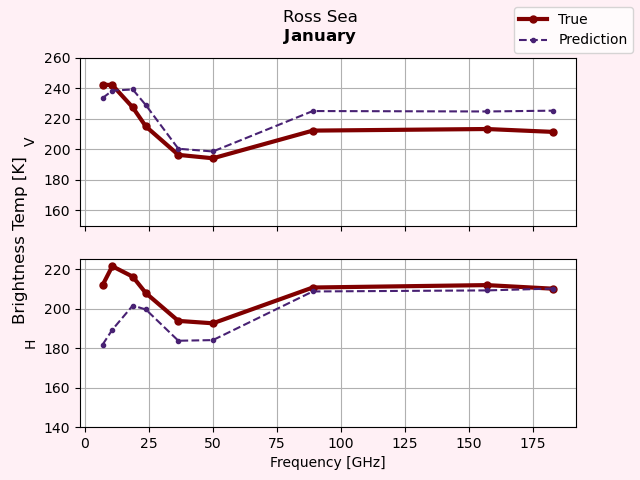 Ross Sea
January
True
Prediction
260
240
220
200
180
160
V
Brightness Temp [K]
220
200
180
160
140
H
0
25
50
75
100
125
150
175
Frequency [GHz]